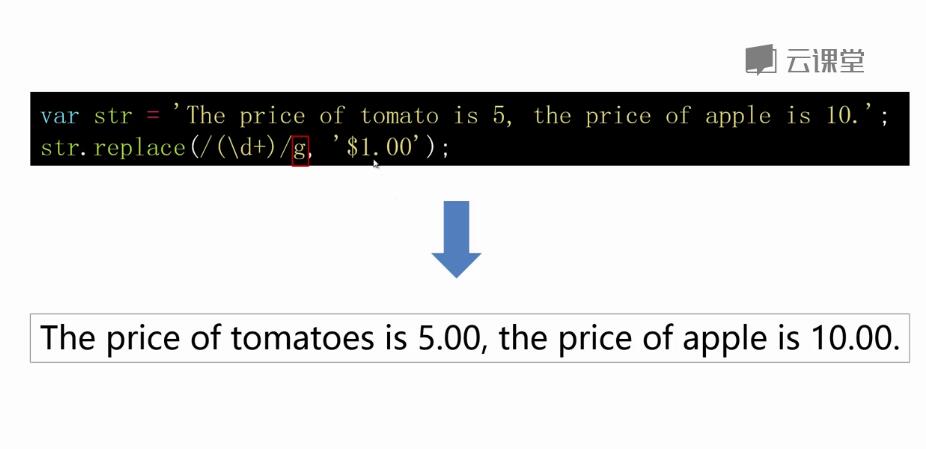 云课堂
var str = 'The price of tomato is 5, the price of apple is 10.';
str.replace(/(\d+)/g, '$1.00');
The price of tomatoes is 5.00, the price of apple is 10.00.